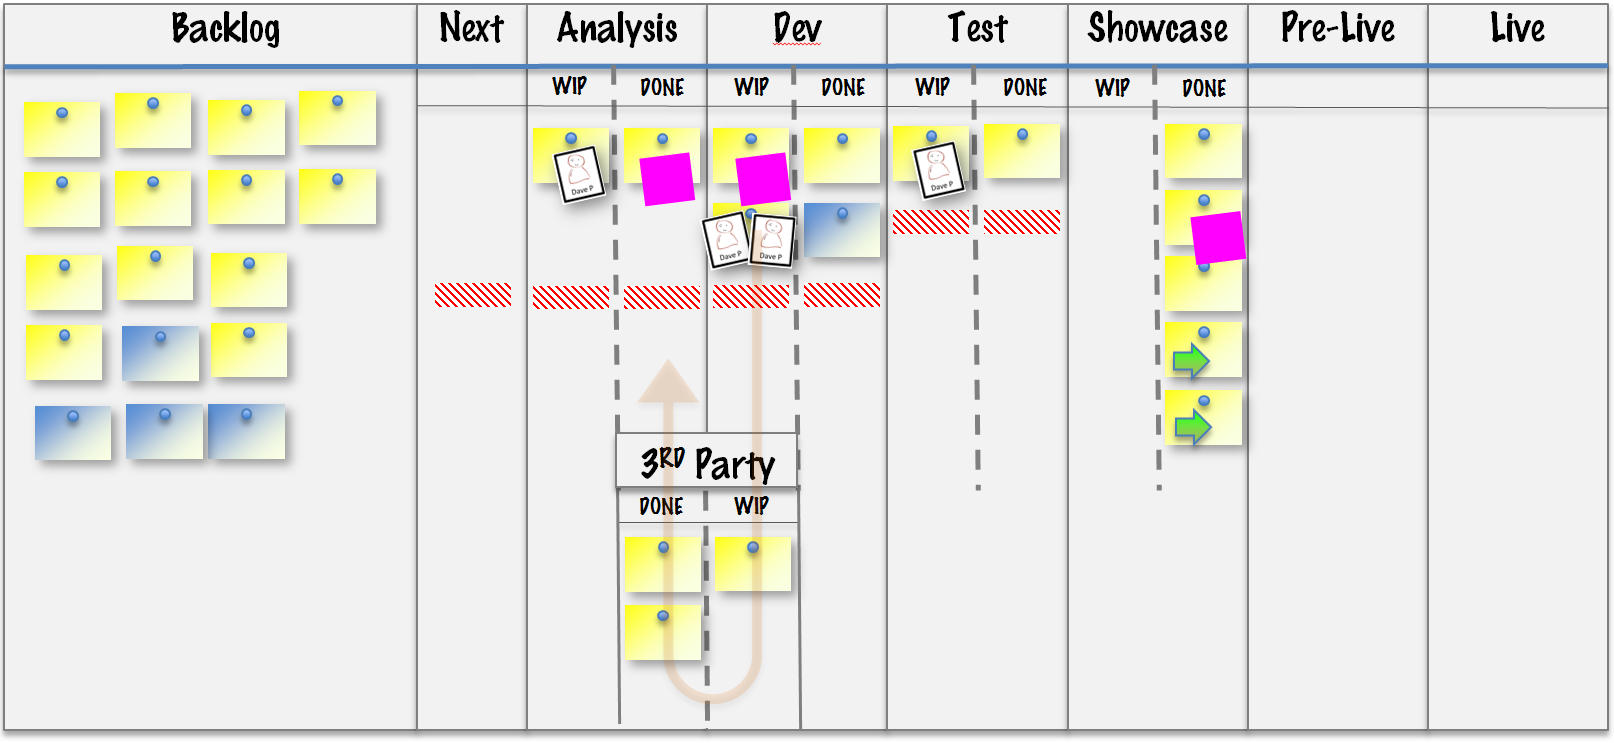 Backlog Next Analysis Dev Test Showcase Pre-Live Live
WIP DONE WIP DONE WIP DONE WIP DONE
Dave P Dave P
Dave P Dave P
3RD Party
DONE WIP